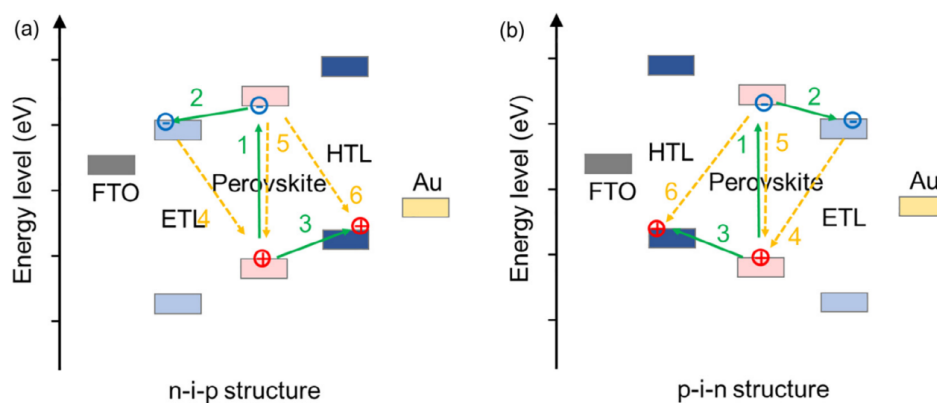 (a)
Energy level (eV)
2
1
5
HTL
FTO
Perovskite
Au
ETL
4
3
6
n-i-p structure
(b)
Energy level (eV)
2
1
5
HTL
FTO
Perovskite
Au
6
3
4
ETL
p-i-n structure